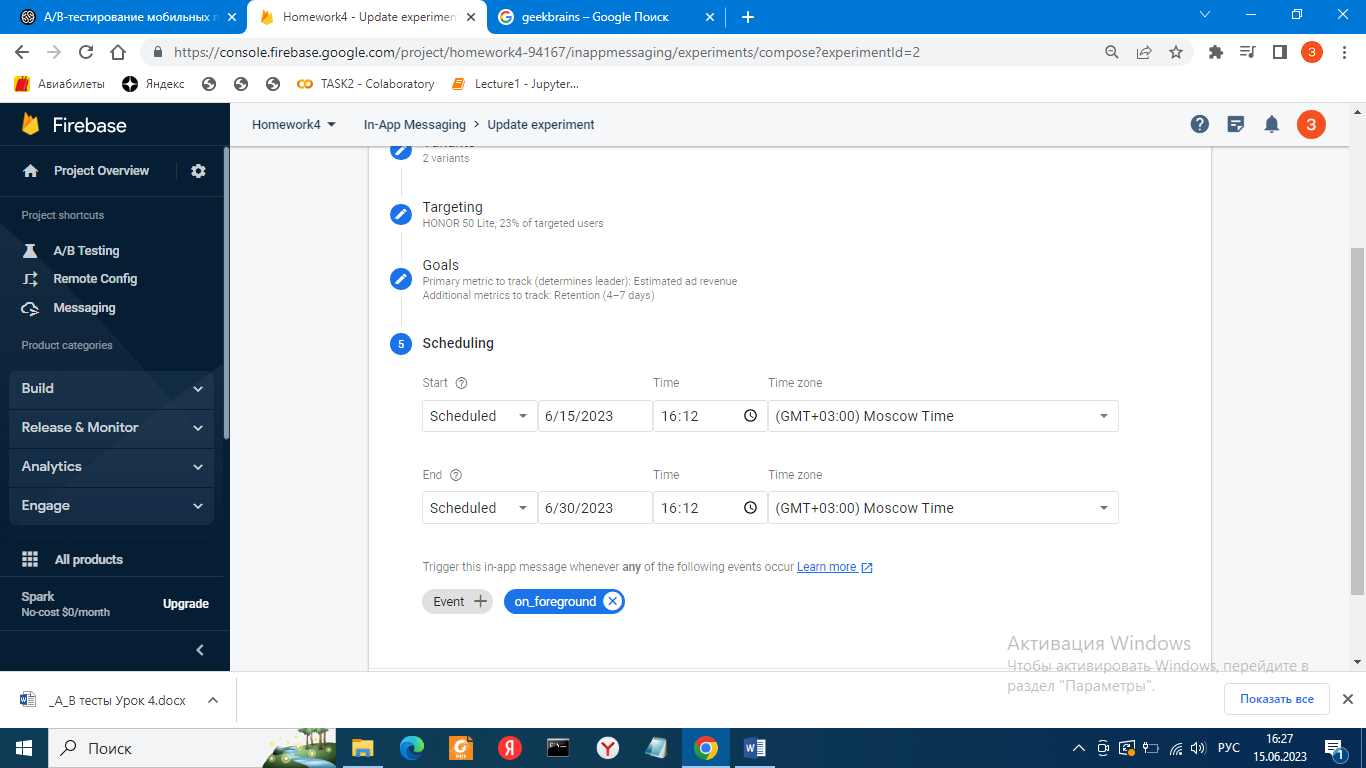 А/В-тестирование мобильных п
Homework4 - Update experimen
geekbrains – Google Поиск
https://console.firebase.google.com/project/homework4-94167/inappmessaging/experiments/compose?experimentId=2
З
Авиабилеты
Яндекс
TASK2 - Colaboratory
Lecture1 - Jupyter...
Firebase
Homework4
In-App Messaging > Update experiment
З
Project Overview
Project shortcuts
A/B Testing
Remote Config
Messaging
Product categories
Build
Release & Monitor
Analytics
Engage
All products
Spark
No-cost $0/month
Upgrade
Variants
2 variants
Targeting
HONOR 50 Lite, 23% of targeted users
Goals
Primary metric to track (determines leader): Estimated ad revenue
Additional metrics to track: Retention (4–7 days)
5 Scheduling
Start Time Time zone
Scheduled 6/15/2023 16:12 (GMT+03:00) Moscow Time
End Time Time zone
Scheduled 6/30/2023 16:12 (GMT+03:00) Moscow Time
Trigger this in-app message whenever any of the following events occur Learn more
Event + on_foreground
Активация Windows
Чтобы активировать Windows, перейдите в
раздел "Параметры".
_A_B тесты Урок 4.docx
Показать все
Поиск
РУС
16:27
15.06.2023
1